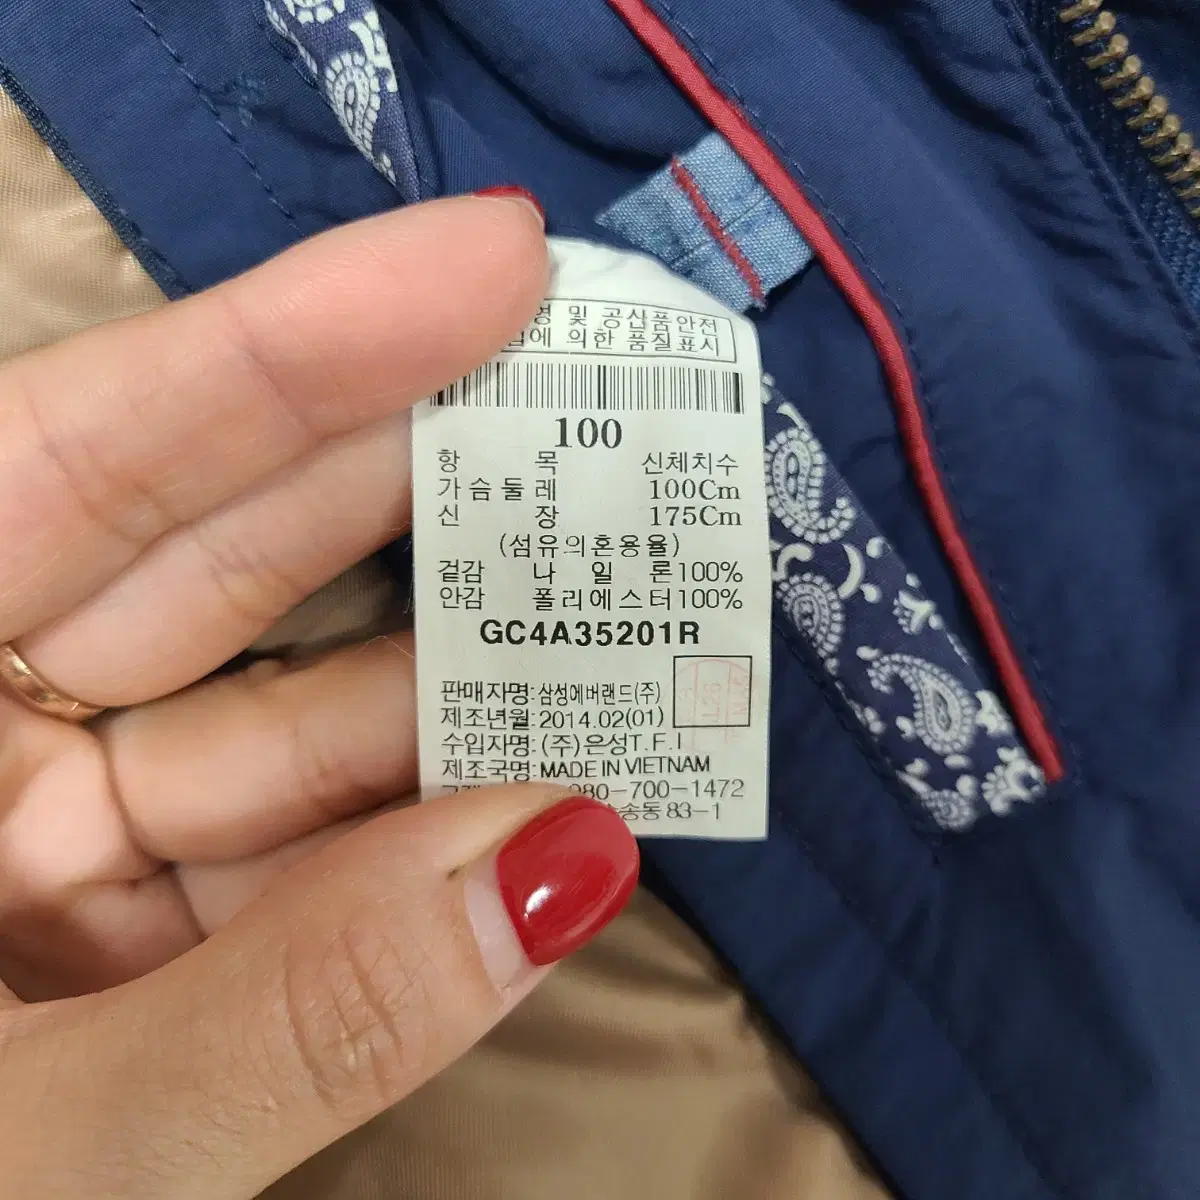 및 공산품안전
에 의한 품질표시
100
항 목 신체치수
가슴둘레 100Cm
신 장 175Cm
(섬유의혼용율)
겉감 나 일 론100%
안감 폴리에스터100%
GC4A35201R
판매자명:삼성에버랜드(주)
제조년월:2014.02(01)
수입자명:(주)은성T.F.I
제조국명:MADE IN VIETNAM
080-700-1472
송동 83-1